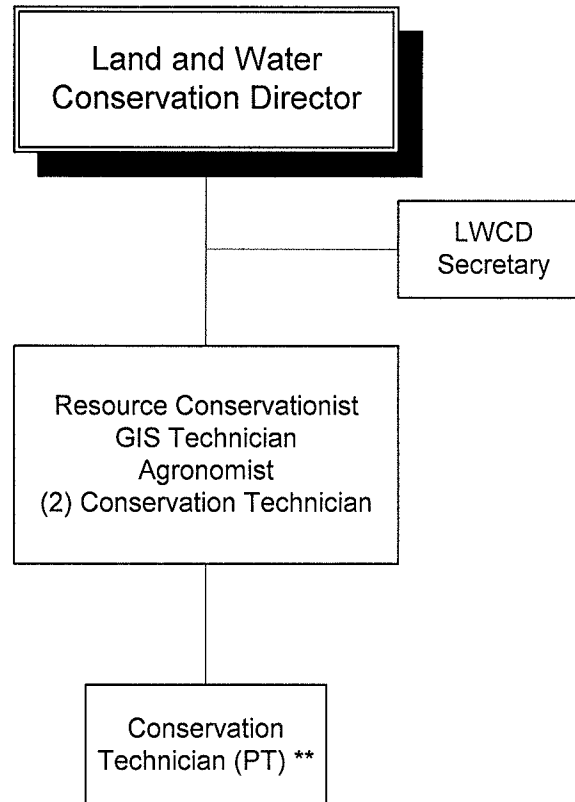 Land and Water
Conservation Director
LWCD
Secretary
Resource Conservationist
GIS Technician
Agronomist
(2) Conservation Technician
Conservation
Technician (PT) **